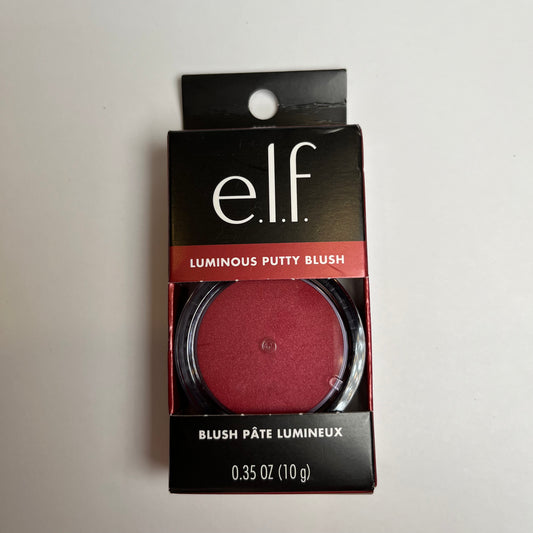 e.l.f.
LUMINOUS PUTTY BLUSH
BLUSH PÂTE LUMINEUX
0.35 OZ (10 g)